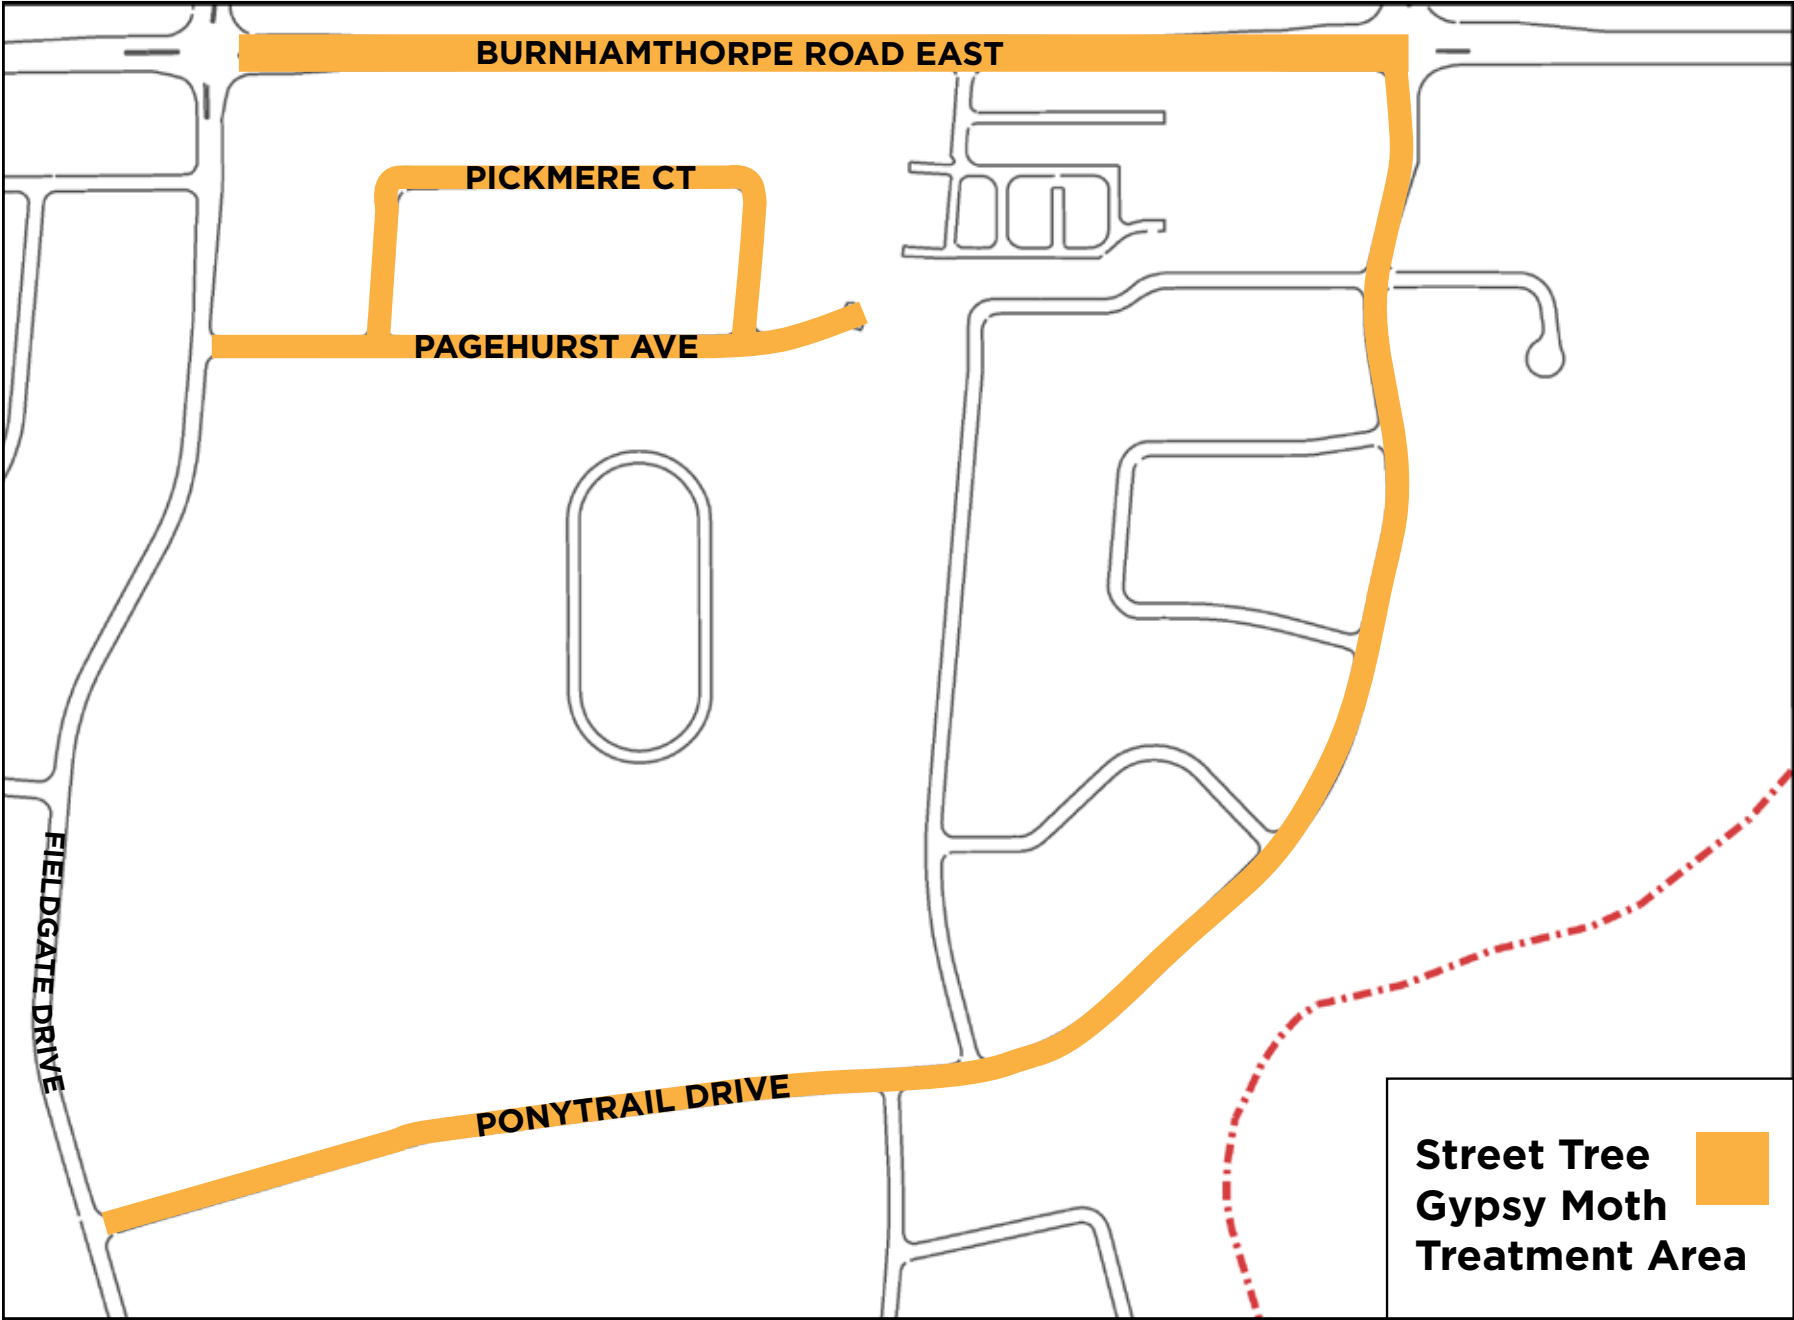 BURNHAMTHORPE ROAD EAST
PICKMERE CT
PAGEHURST AVE
FIELDGATE DRIVE
PONYTRAIL DRIVE
Street Tree
Gypsy Moth
Treatment Area